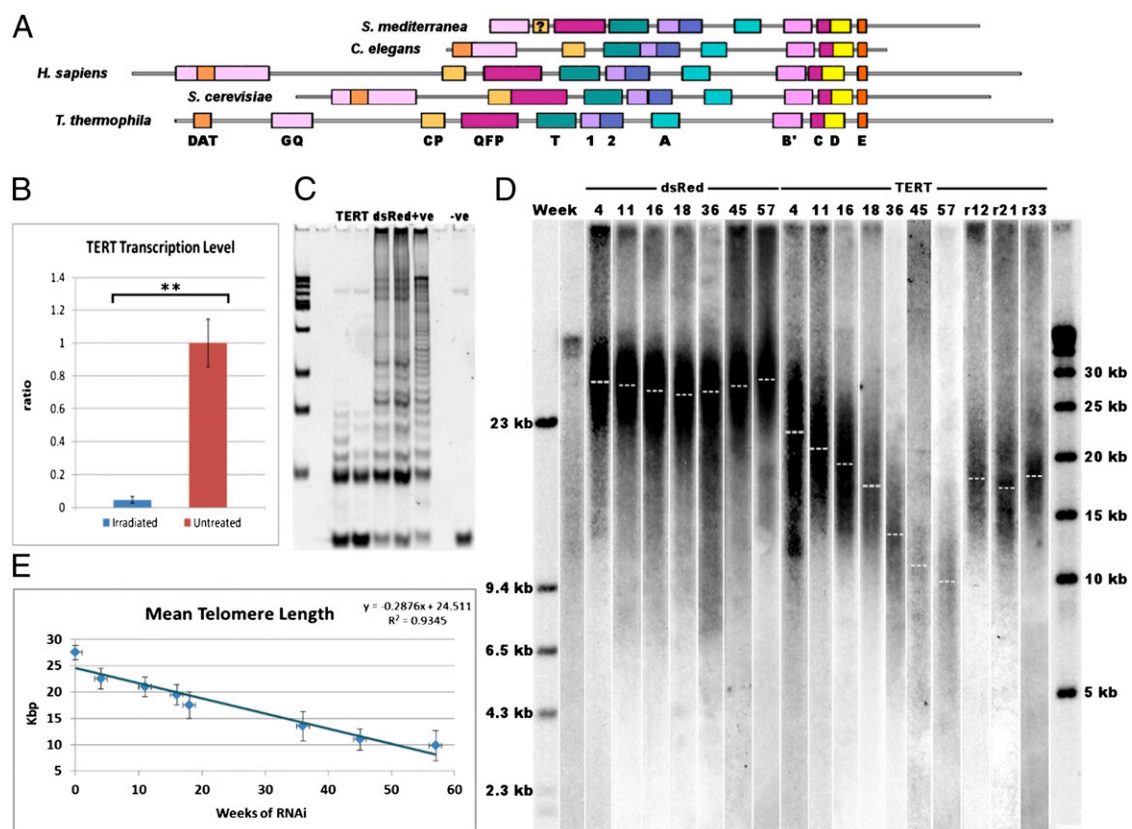 A
S. mediterranea
?
C. elegans
H. sapiens
S. cerevisiae
T. thermophila
DAT GQ CP QFP T 1 2 A B' C D E
B
TERT Transcription Level
**
1.4
1.2
1
0.8
0.6
0.4
0.2
0
ratio
Irradiated Untreated
C
TERT dsRed +ve -ve
D
dsRed TERT
Week 4 11 16 18 36 45 57 4 11 16 18 36 45 57 r12 r21 r33
23 kb
9.4 kb
6.5 kb
4.3 kb
2.3 kb
30 kb
25 kb
20 kb
15 kb
10 kb
5 kb
E
Mean Telomere Length
y = -0.2876x + 24.511
R² = 0.9345
30
25
20
15
10
5
Kbp
0 20 40 60
Weeks of RNAi